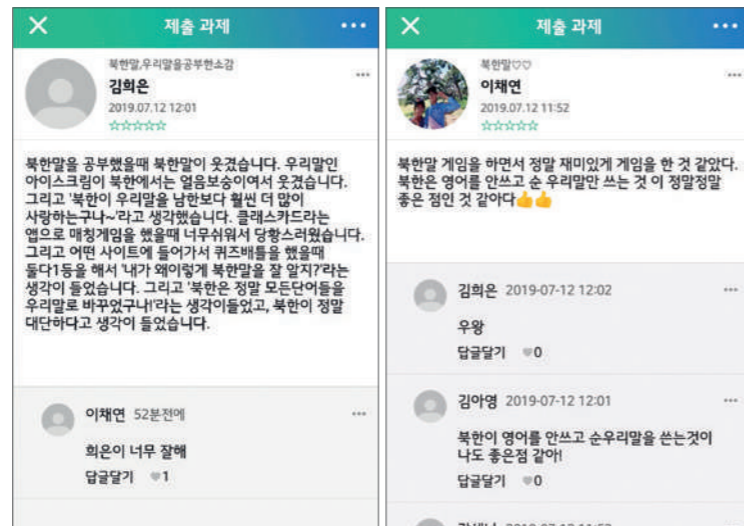 제출 과제
북한말,우리말을공부한소감
김희은
2019.07.12 12:01
☆☆☆☆☆
북한말을 공부했을때 북한말이 웃겼습니다. 우리말인
아이스크림이 북한에서는 얼음보숭이여서 웃겼습니다.
그리고 '북한이 우리말을 남한보다 훨씬 더 많이
사랑하는구나~'라고 생각했습니다. 클래스카드라는
앱으로 매칭게임을 했을때 너무쉬워서 당황스러웠습니다.
그리고 어떤 사이트에 들어가서 퀴즈배틀을 했을때
둘다1등을 해서 '내가 왜이렇게 북한말을 잘 알지?'라는
생각이 들었습니다. 그리고 '북한은 정말 모든단어들을
우리말로 바꾸었구나!'라는 생각이들었고, 북한이 정말
대단하다고 생각이 들었습니다.
이채연 52분전에
희은이 너무 잘해
답글달기 ♥1
제출 과제
북한말♡♡
이채연
2019.07.12 11:52
☆☆☆☆☆
북한말 게임을 하면서 정말 재미있게 게임을 한 것 같았다.
북한은 영어를 안쓰고 순 우리말만 쓰는 것 이 정말정말
좋은 점인 것 같아다👍👍
김희은 2019-07-12 12:02
우왕
답글달기 ♥0
김아영 2019-07-12 12:01
북한이 영어를 안쓰고 순우리말을 쓴는것이
나도 좋은점 같아!
답글달기 ♥0